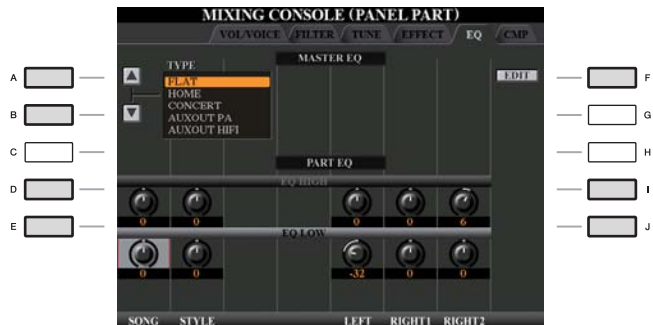 MIXING CONSOLE (PANEL PART)
VOL/VOICE FILTER TUNE EFFECT EQ CMP
MASTER EQ
TYPE
EDIT
FLAT
HOME
CONCERT
AUXOUT PA
AUXOUT HIFI
PART EQ
EQ HIGH
0 0 0 0 6
EQ LOW
0 0 -32 0 0
SONG STYLE LEFT RIGHT1 RIGHT2
A
B
C
D
E
F
G
H
I
J